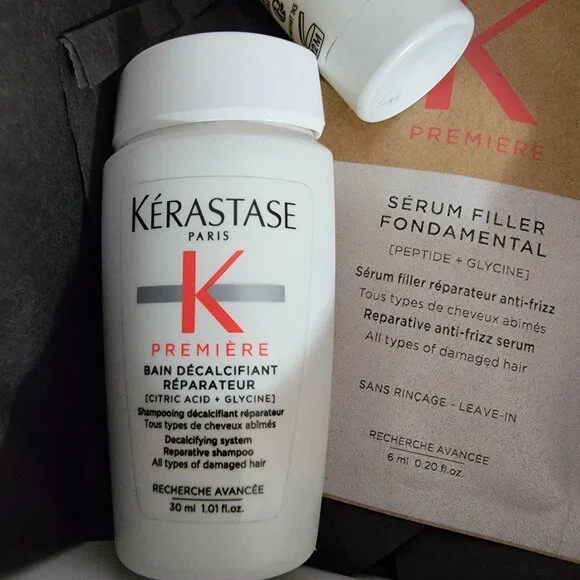 KÉRASTASE
PARIS
K
PREMIÈRE
BAIN DÉCALCIFIANT
RÉPARATEUR
[CITRIC ACID + GLYCINE]
Shampooing décalcifiant réparateur
Tous types de cheveux abîmés
Decalcifying system
Reparative shampoo
All types of damaged hair
RECHERCHE AVANCÉE
30 ml 1.01 fl.oz.
K
PREMIÈRE
SÉRUM FILLER
FONDAMENTAL
[PEPTIDE + GLYCINE]
Sérum filler réparateur anti-frizz
Tous types de cheveux abîmés
Reparative anti-frizz serum
All types of damaged hair
SANS RINÇAGE - LEAVE-IN
RECHERCHE AVANCÉE
6 ml 0.20 fl.oz.